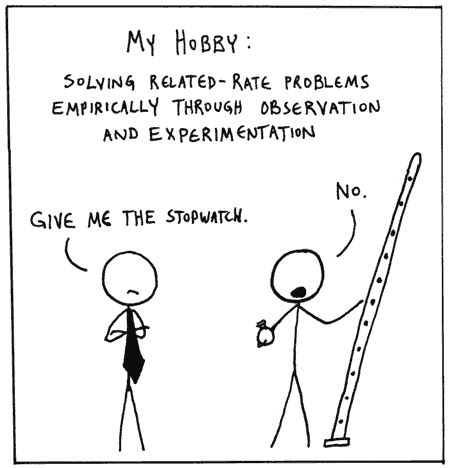 MY HOBBY:
SOLVING RELATED-RATE PROBLEMS
EMPIRICALLY THROUGH OBSERVATION
AND EXPERIMENTATION
NO.
GIVE ME THE STOPWATCH.